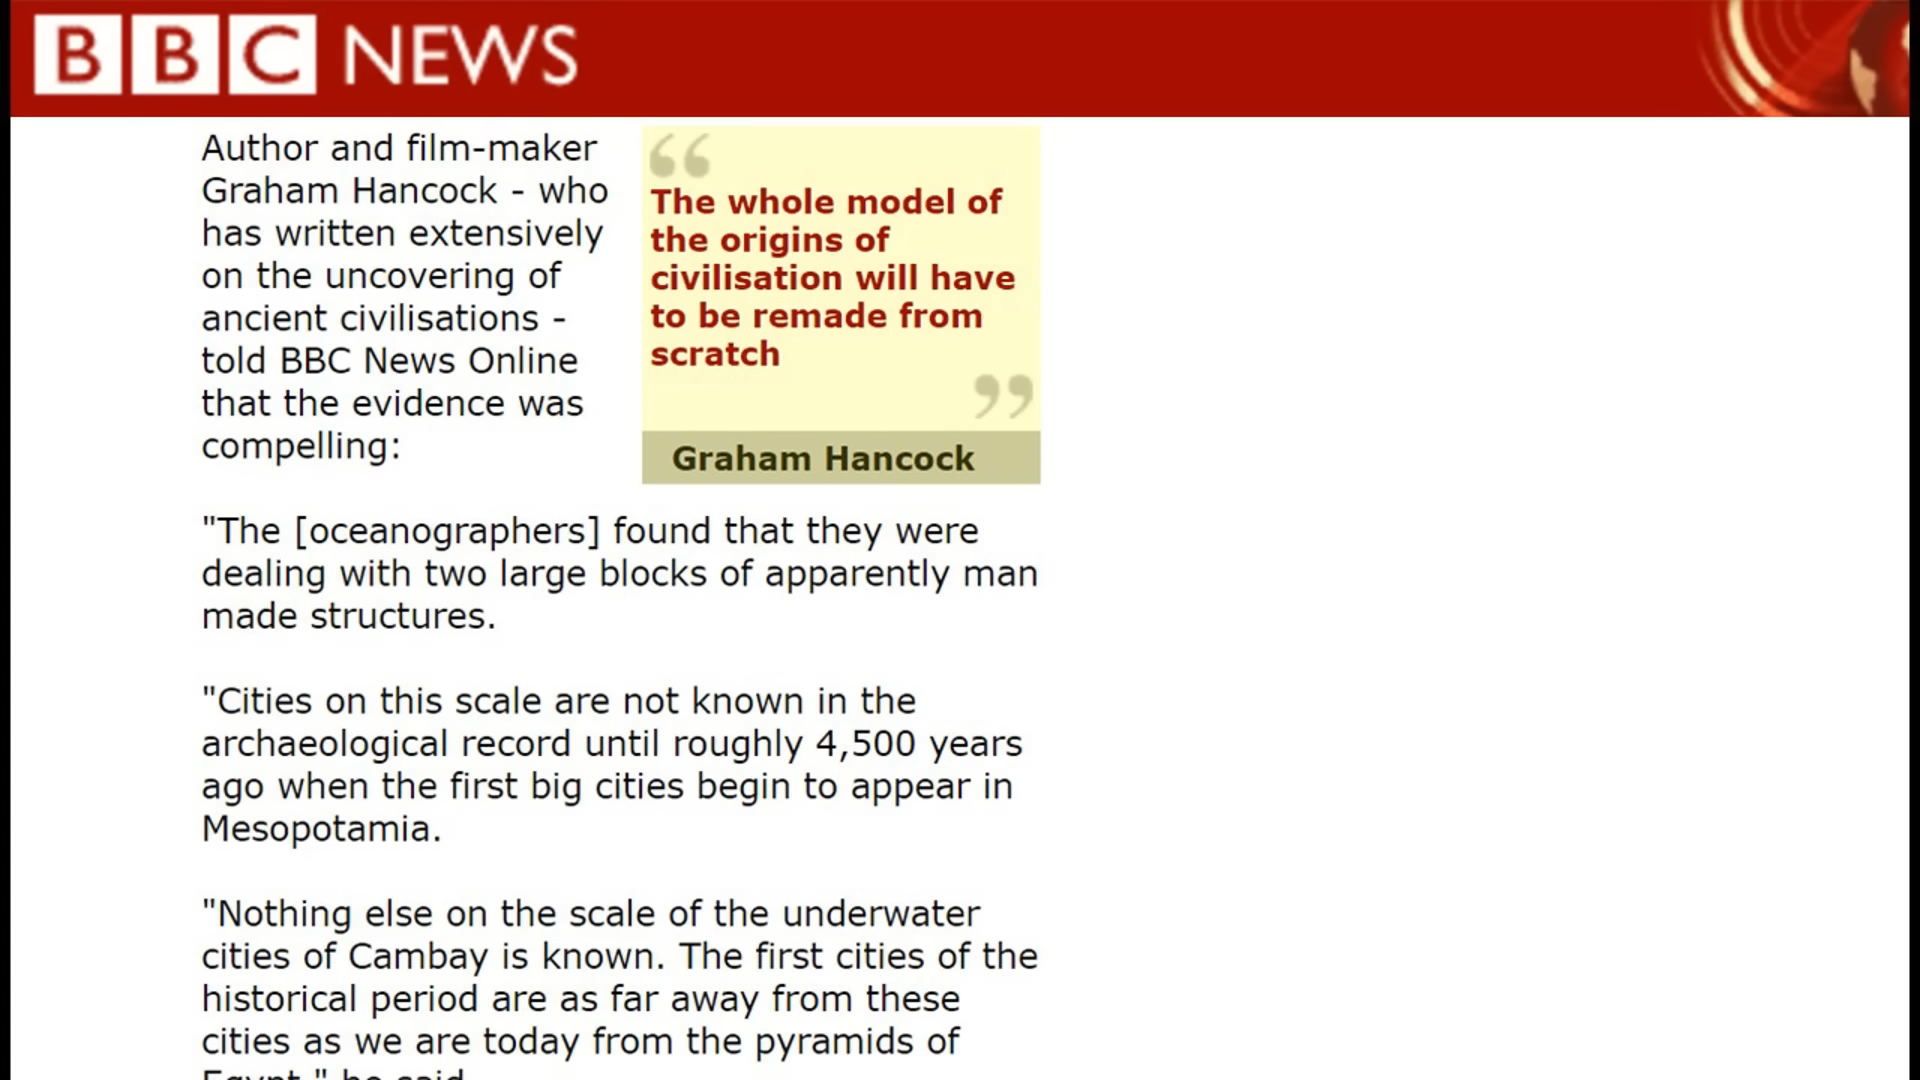 BBC NEWS
Author and film-maker
Graham Hancock - who
has written extensively
on the uncovering of
ancient civilisations -
told BBC News Online
that the evidence was
compelling:
“
The whole model of
the origins of
civilisation will have
to be remade from
scratch
”
Graham Hancock
"The [oceanographers] found that they were
dealing with two large blocks of apparently man
made structures.
"Cities on this scale are not known in the
archaeological record until roughly 4,500 years
ago when the first big cities begin to appear in
Mesopotamia.
"Nothing else on the scale of the underwater
cities of Cambay is known. The first cities of the
historical period are as far away from these
cities as we are today from the pyramids of
Egypt," he said